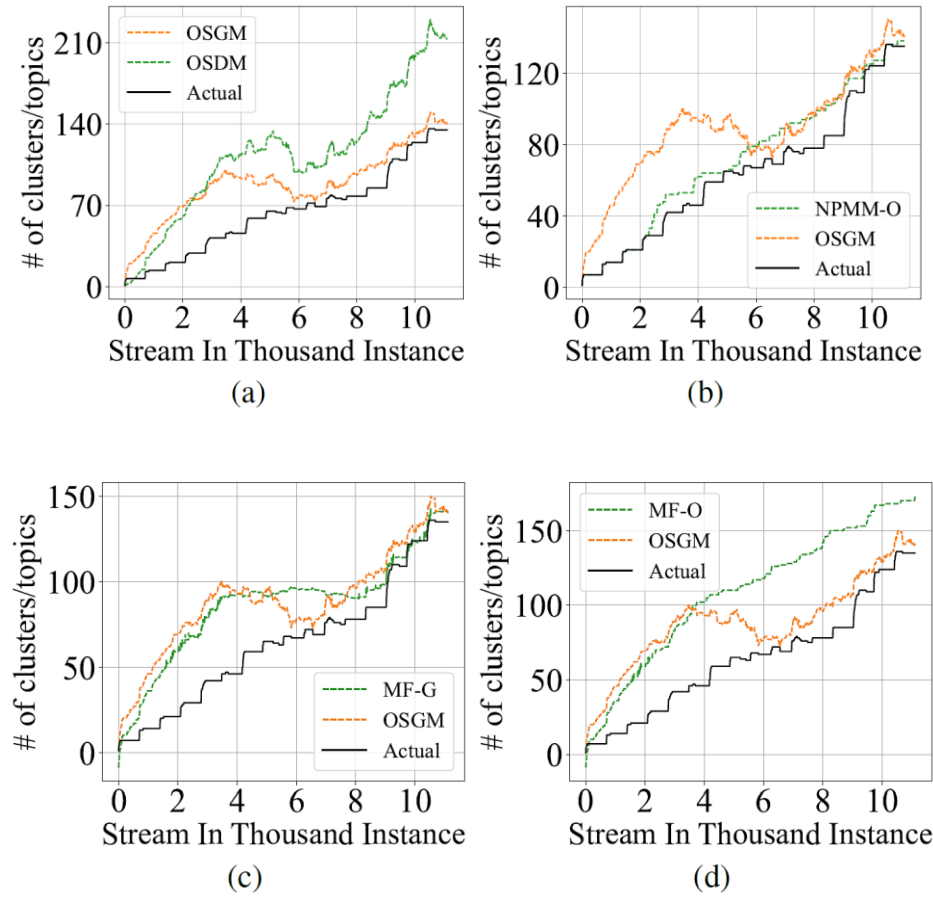 # of clusters/topics
210
140
70
0
OSGM
OSDM
Actual
0 2 4 6 8 10
Stream In Thousand Instance
(a)
# of clusters/topics
120
80
40
0
NPMM-O
OSGM
Actual
0 2 4 6 8 10
Stream In Thousand Instance
(b)
# of clusters/topics
150
100
50
0
MF-G
OSGM
Actual
0 2 4 6 8 10
Stream In Thousand Instance
(c)
# of clusters/topics
150
100
50
0
MF-O
OSGM
Actual
0 2 4 6 8 10
Stream In Thousand Instance
(d)